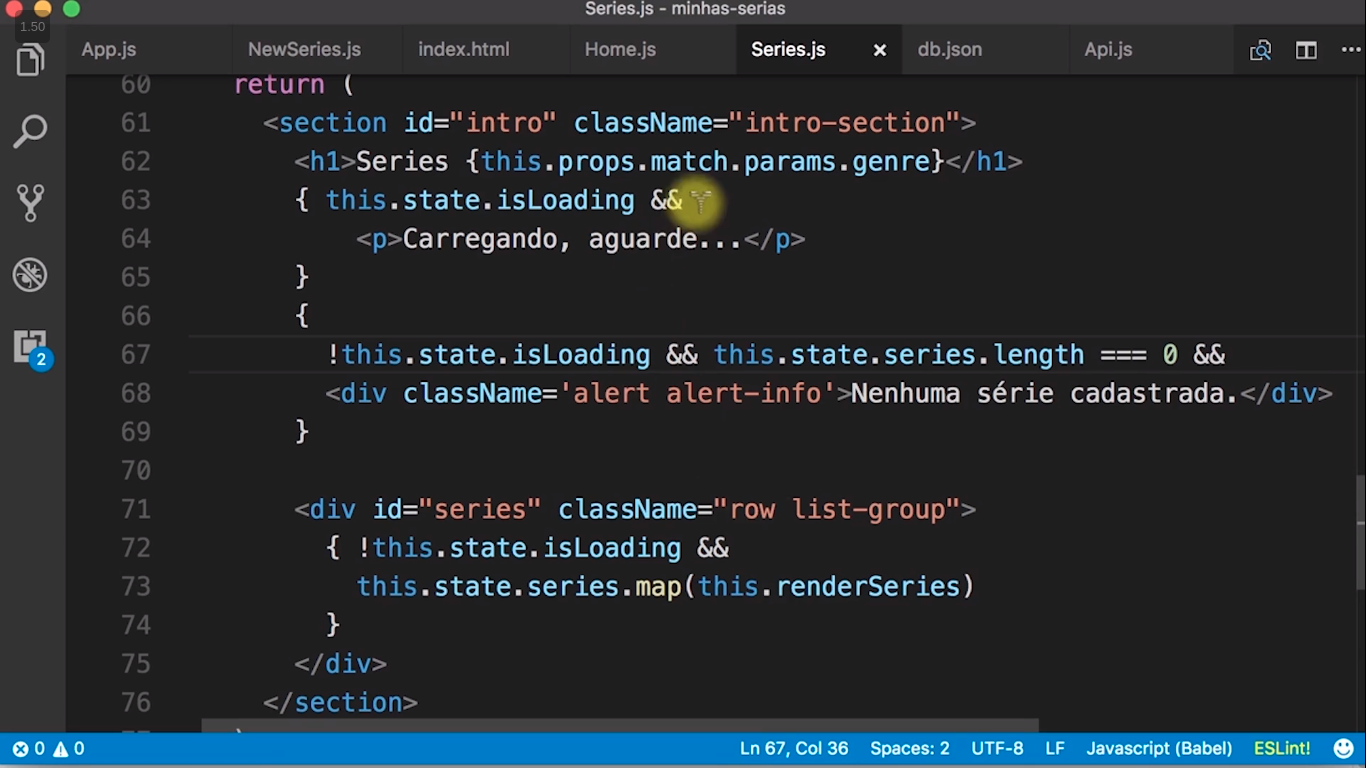 Series.js - minhas-serias
1.50
App.js NewSeries.js index.html Home.js Series.js × db.json Api.js
60 return (
61 <section id="intro" className="intro-section">
62 <h1>Series {this.props.match.params.genre}</h1>
63 { this.state.isLoading &&
64 <p>Carregando, aguarde...</p>
65 }
66 {
67 !this.state.isLoading && this.state.series.length === 0 &&
68 <div className='alert alert-info'>Nenhuma série cadastrada.</div>
69 }
70
71 <div id="series" className="row list-group">
72 { !this.state.isLoading &&
73 this.state.series.map(this.renderSeries)
74 }
75 </div>
76 </section>
2
0 0 Ln 67, Col 36 Spaces: 2 UTF-8 LF Javascript (Babel) ESLint!